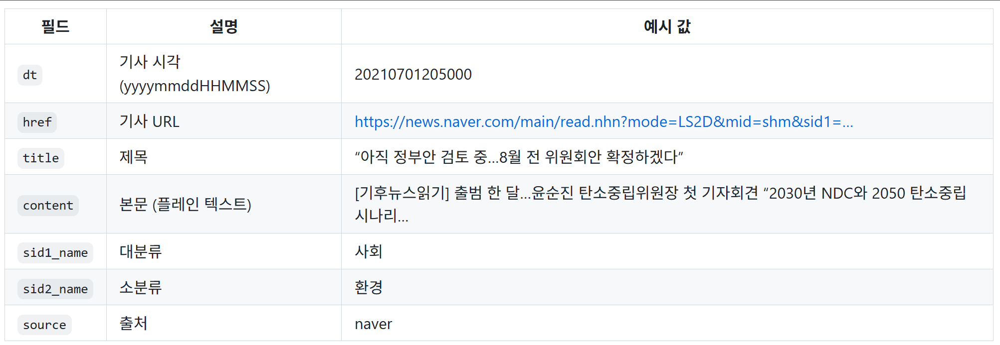 필드 설명 예시 값
dt 기사 시각 (yyyymmddHHMMSS) 20210701205000
href 기사 URL https://news.naver.com/main/read.nhn?mode=LS2D&mid=shm&sid1=...
title 제목 “아직 정부안 검토 중…8월 전 위원회안 확정하겠다”
content 본문 (플레인 텍스트) [기후뉴스읽기] 출범 한 달…윤순진 탄소중립위원장 첫 기자회견 “2030년 NDC와 2050 탄소중립
시나리...
sid1_name 대분류 사회
sid2_name 소분류 환경
source 출처 naver